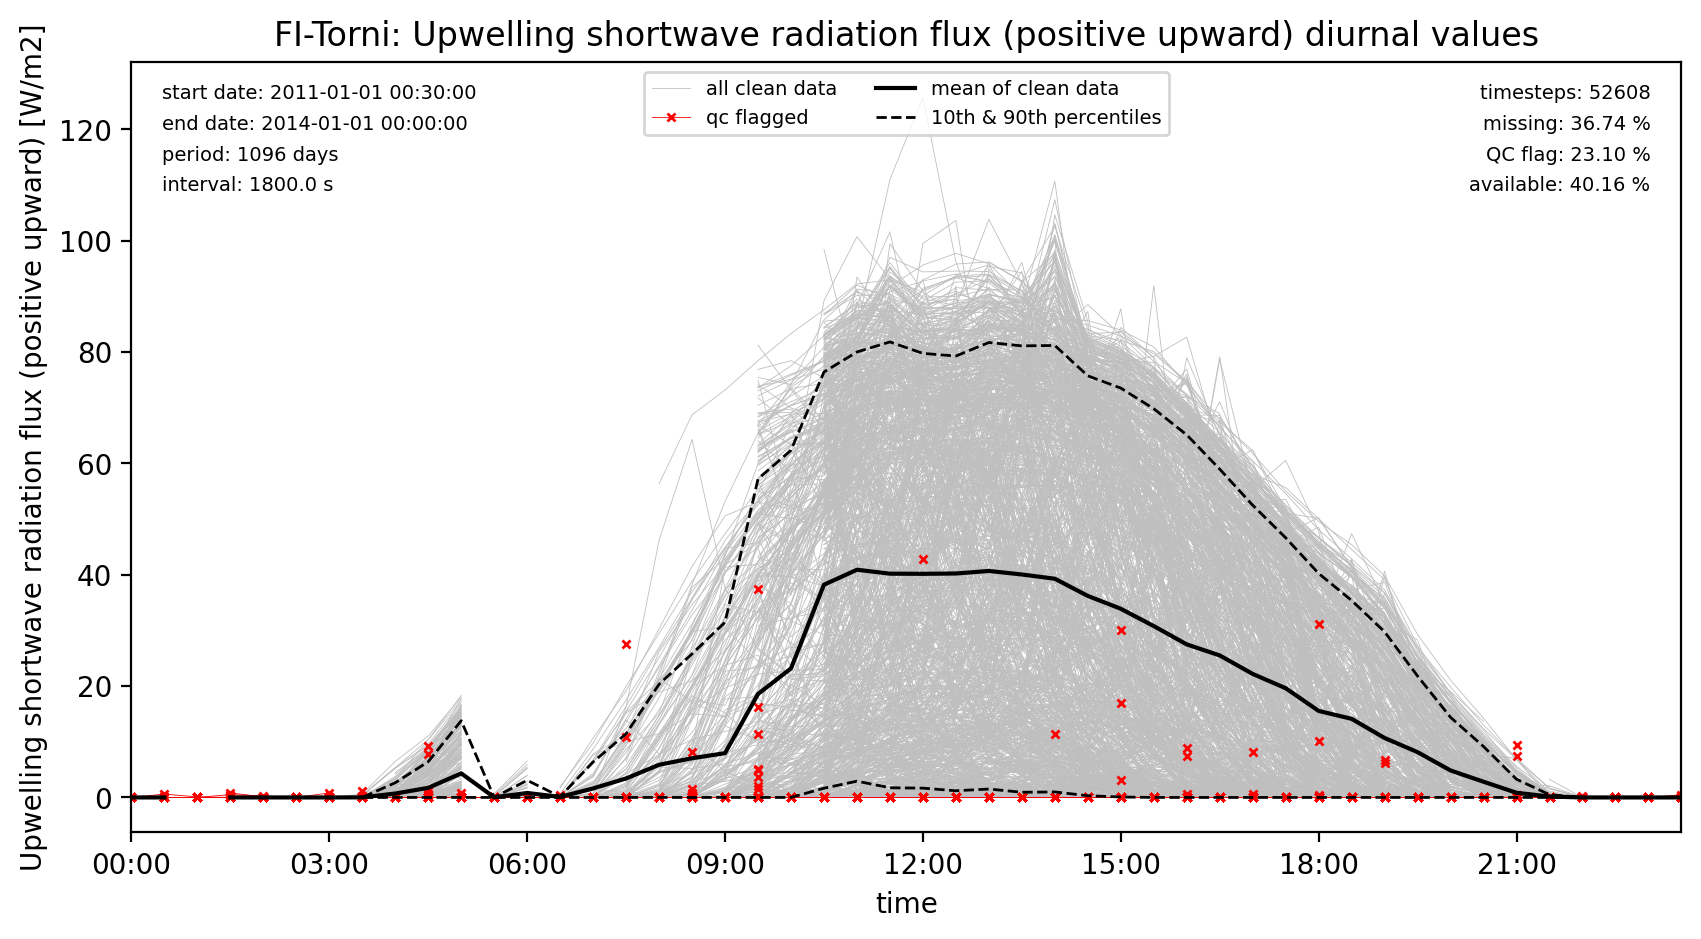 FI-Torni: Upwelling shortwave radiation flux (positive upward) diurnal values
start date: 2011-01-01 00:30:00
end date: 2014-01-01 00:00:00
period: 1096 days
interval: 1800.0 s
all clean data
qc flagged
mean of clean data
10th & 90th percentiles
timesteps: 52608
missing: 36.74 %
QC flag: 23.10 %
available: 40.16 %
Upwelling shortwave radiation flux (positive upward) [W/m2]
120
100
80
60
40
20
0
00:00 03:00 06:00 09:00 12:00 15:00 18:00 21:00
time